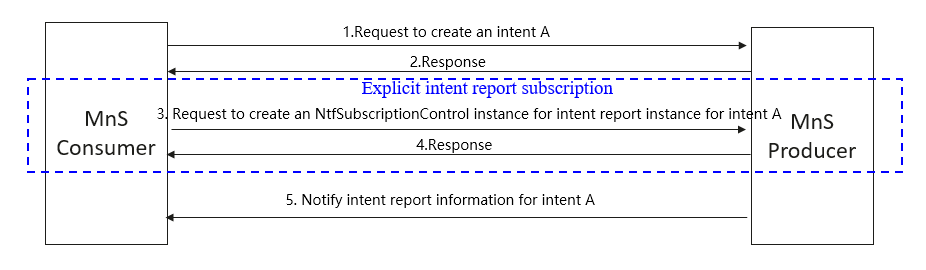 1.Request to create an intent A
2.Response
Explicit intent report subscription
3. Request to create an NtfSubscriptionControl instance for intent report instance for intent A
MnS
Consumer
MnS
Producer
4.Response
5. Notify intent report information for intent A